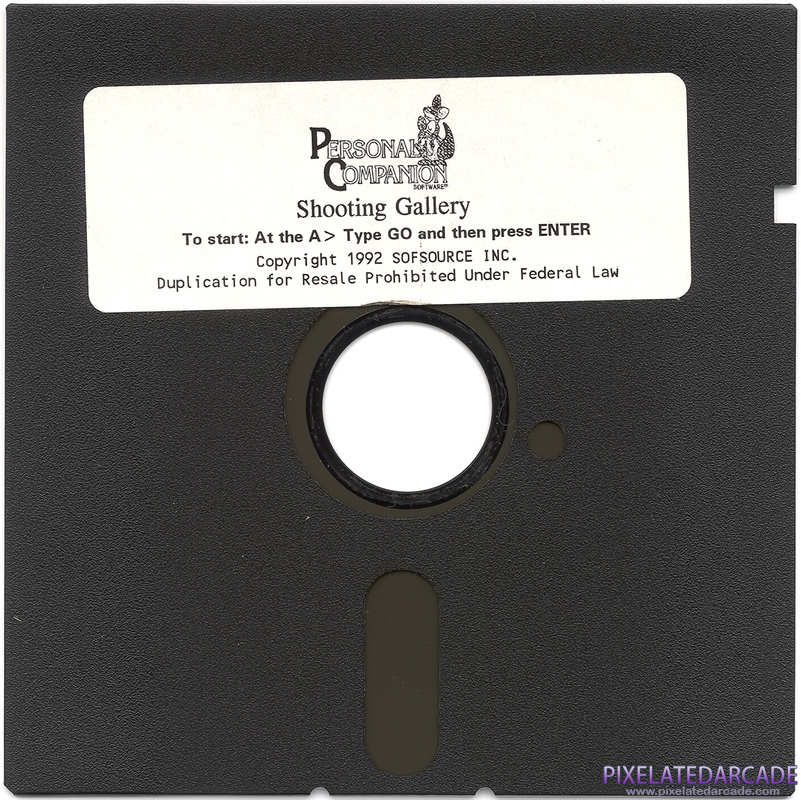 PERSONAL
COMPANION
SOFTWARE
Shooting Gallery
To start: At the A> Type GO and then press ENTER
Copyright 1992 SOFSOURCE INC.
Duplication for Resale Prohibited Under Federal Law
PIXELATEDARCADE
www.pixelatedarcade.com